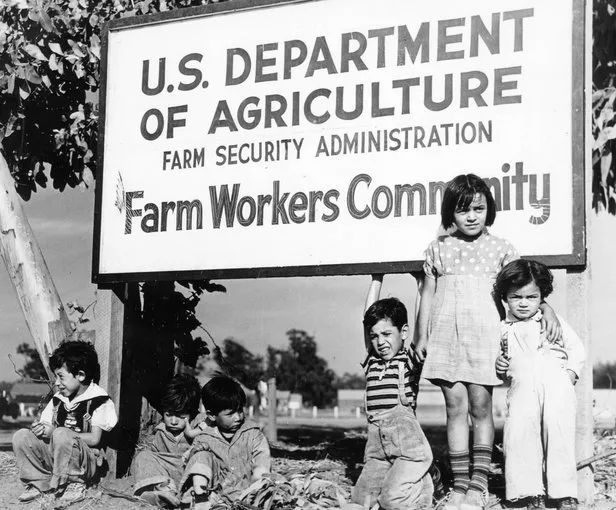 U.S. DEPARTMENT
OF AGRICULTURE
FARM SECURITY ADMINISTRATION
Farm Workers Community